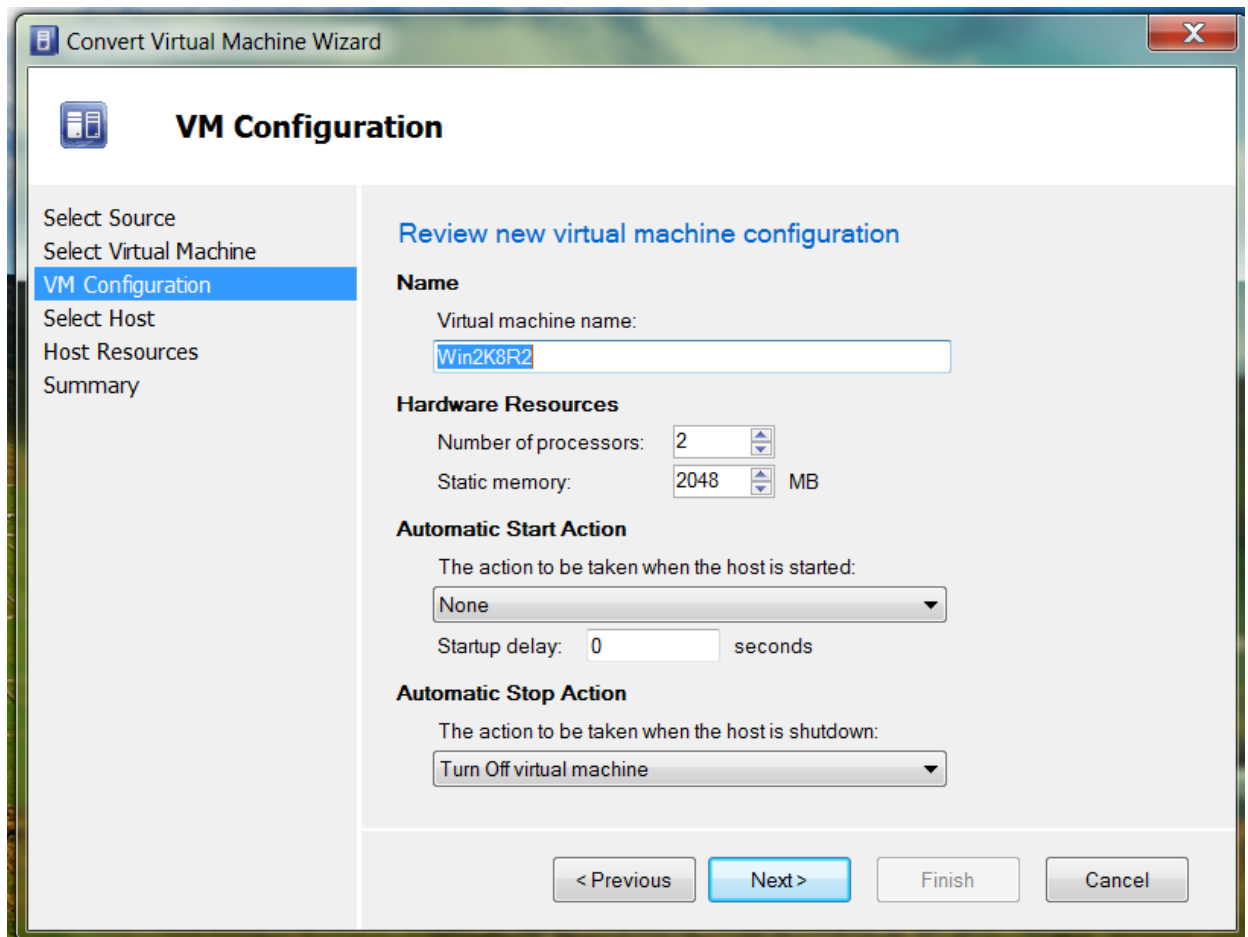 Convert Virtual Machine Wizard
X
VM Configuration
Select Source
Select Virtual Machine
VM Configuration
Select Host
Host Resources
Summary
Review new virtual machine configuration
Name
Virtual machine name:
Win2K8R2
Hardware Resources
Number of processors: 2
Static memory: 2048 MB
Automatic Start Action
The action to be taken when the host is started:
None
Startup delay: 0 seconds
Automatic Stop Action
The action to be taken when the host is shutdown:
Turn Off virtual machine
< Previous Next > Finish Cancel